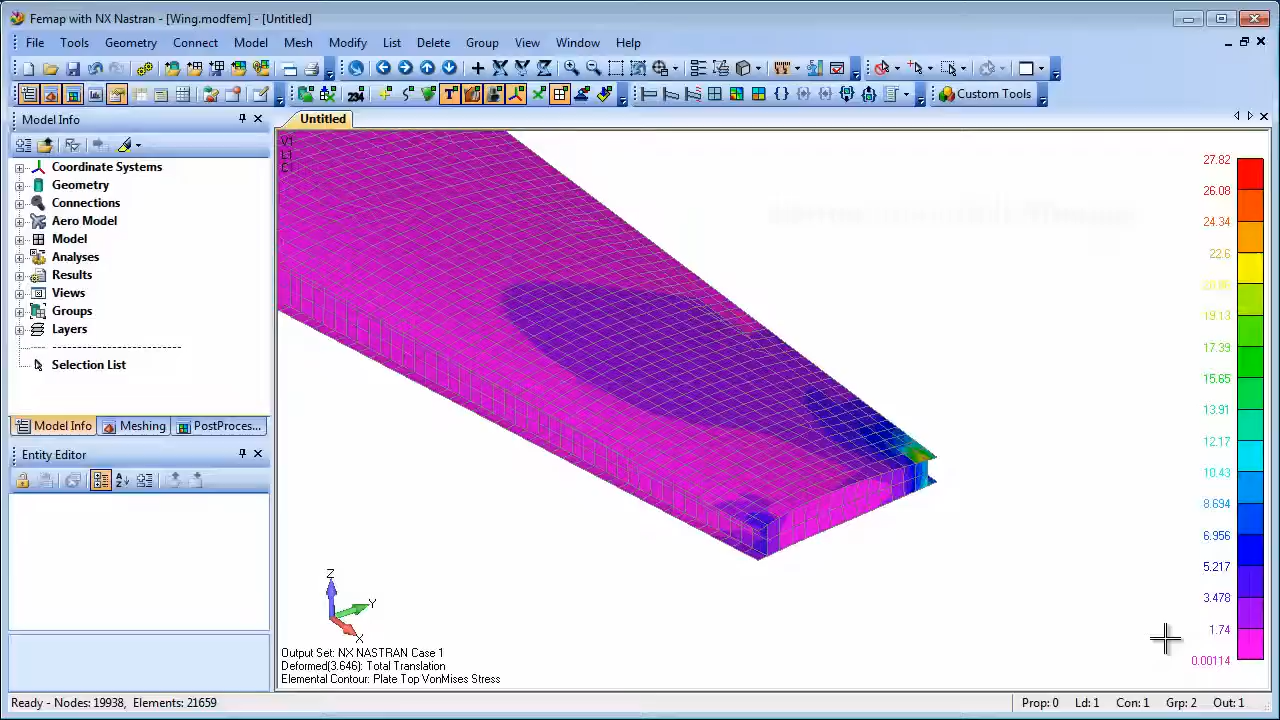 Femap with NX Nastran - [Wing.modfem] - [Untitled]
File Tools Geometry Connect Model Mesh Modify List Delete Group View Window Help
Custom Tools
Model Info
Untitled
V1
L1
C1
Coordinate Systems
Geometry
Connections
Aero Model
Model
Analyses
Results
Views
Groups
Layers
Selection List
Model Info Meshing PostProces...
Entity Editor
27.82
26.08
24.34
22.6
20.86
19.13
17.39
15.65
13.91
12.17
10.43
8.694
6.956
5.217
3.478
1.74
0.00114
Z
Y
X
Output Set: NX NASTRAN Case 1
Deformed(3.646): Total Translation
Elemental Contour: Plate Top VonMises Stress
Ready - Nodes: 19938, Elements: 21659 Prop: 0 Ld: 1 Con: 1 Grp: 2 Out: 1